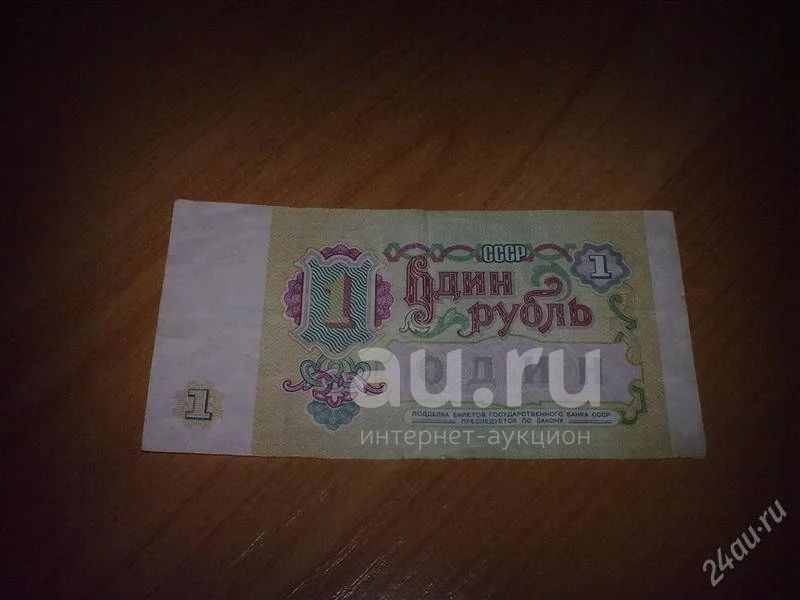 СССР
1
1
Один
рубль
ОДИН
1
ПОДДЕЛКА БИЛЕТОВ ГОСУДАРСТВЕННОГО БАНКА СССР
ПРЕСЛЕДУЕТСЯ ПО ЗАКОНУ
au.ru
интернет-аукцион
24au.ru